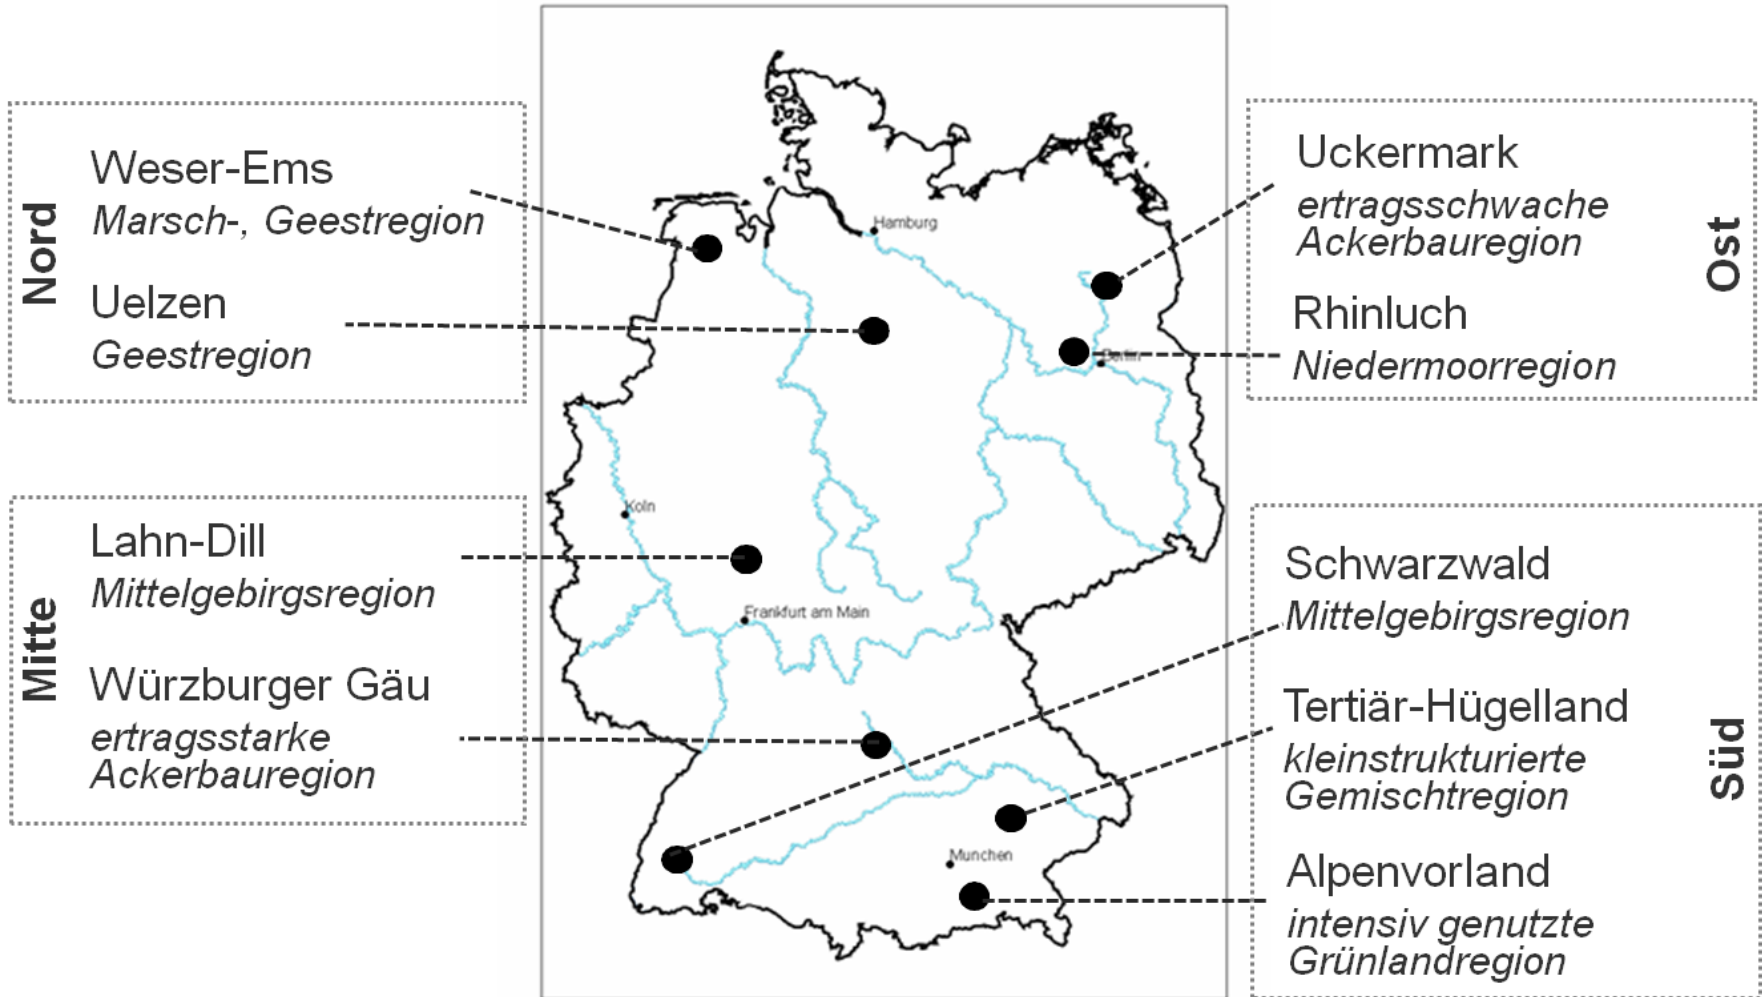 Nord
Weser-Ems
Marsch-, Geestregion
Uelzen
Geestregion
Mitte
Lahn-Dill
Mittelgebirgsregion
Würzburger Gäu
ertragsstarke
Ackerbauregion
Hamburg
Berlin
Koln
Frankfurt am Main
Munchen
Ost
Uckermark
ertragsschwache
Ackerbauregion
Rhinluch
Niedermoorregion
Süd
Schwarzwald
Mittelgebirgsregion
Tertiär-Hügelland
kleinstrukturierte
Gemischtregion
Alpenvorland
intensiv genutzte
Grünlandregion